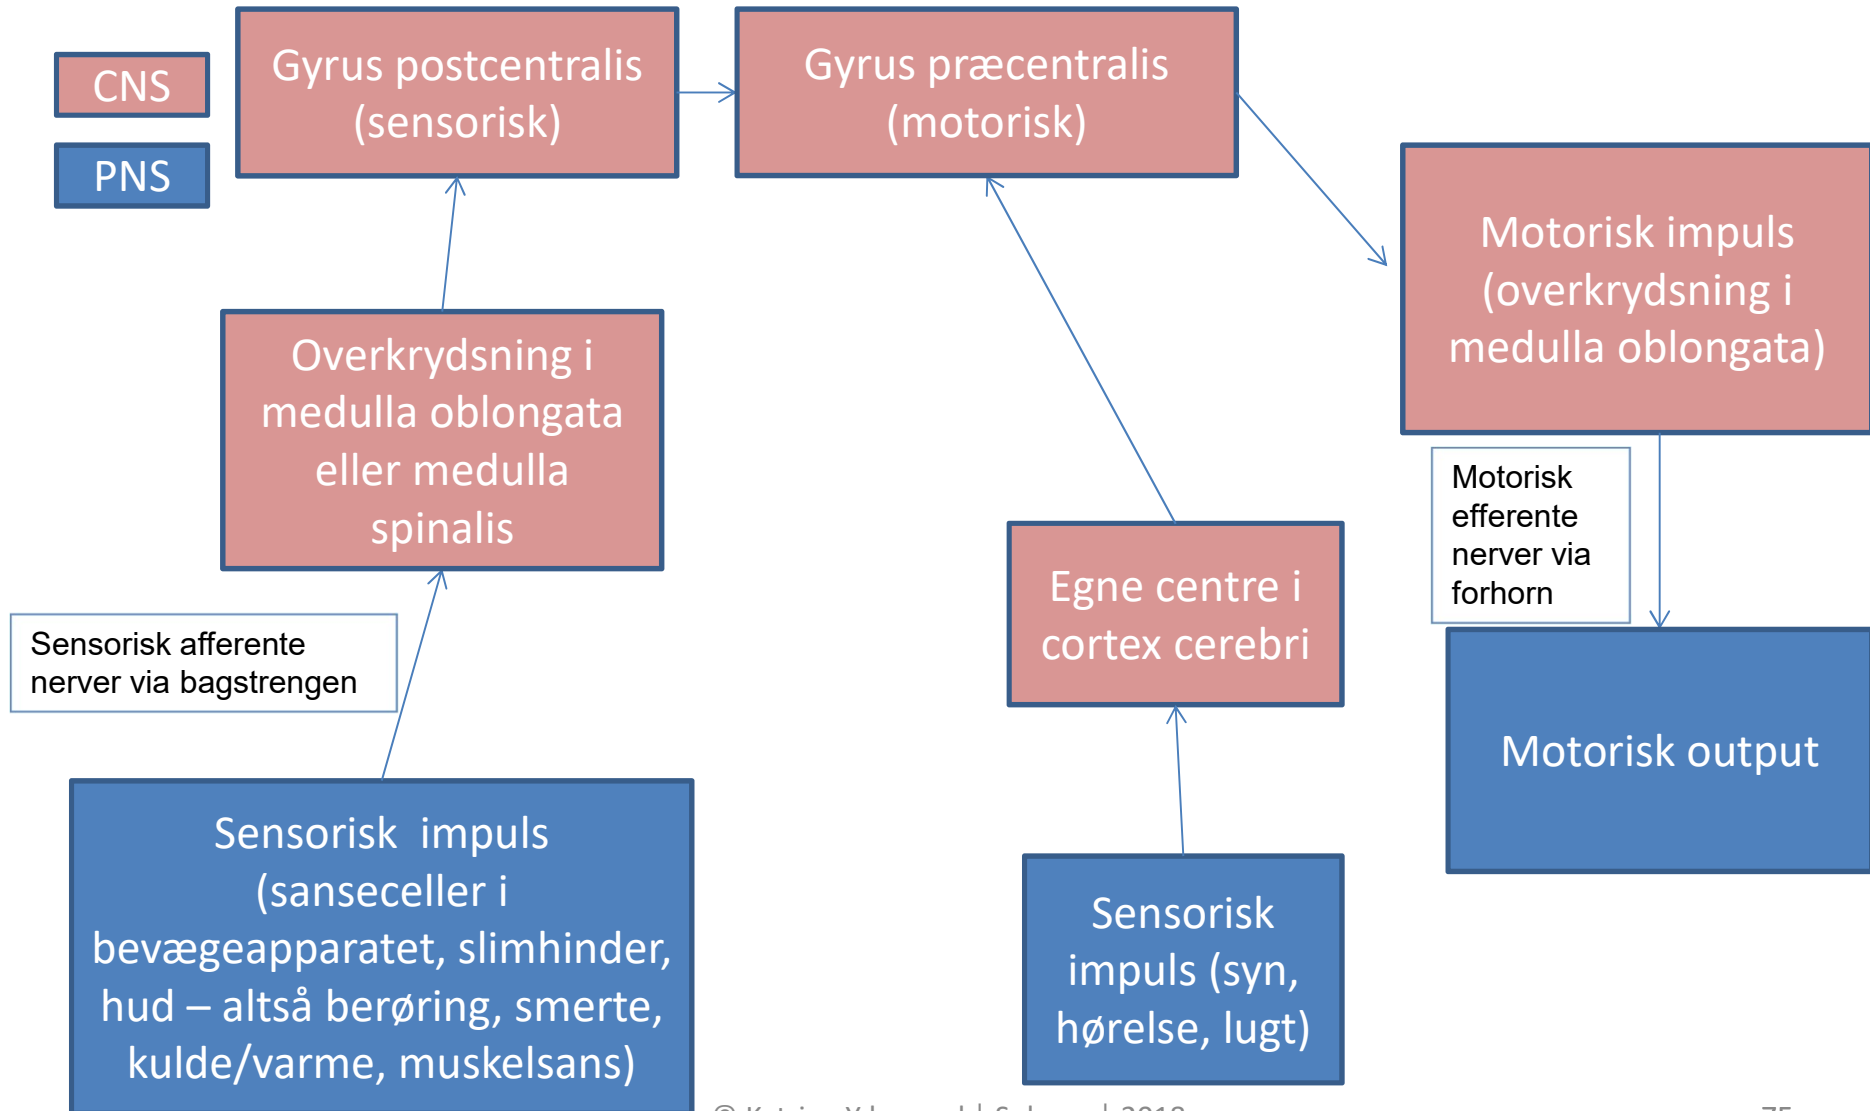 CNS
PNS
Gyrus postcentralis
(sensorisk)
Gyrus præcentralis
(motorisk)
Motorisk impuls
(overkrydsning i
medulla oblongata)
Overkrydsning i
medulla oblongata
eller medulla
spinalis
Motorisk
efferente
nerver via
forhorn
Egne centre i
cortex cerebri
Sensorisk afferente
nerver via bagstrengen
Motorisk output
Sensorisk  impuls
(sanseceller i
bevægeapparatet, slimhinder,
hud – altså berøring, smerte,
kulde/varme, muskelsans)
Sensorisk
impuls (syn,
hørelse, lugt)